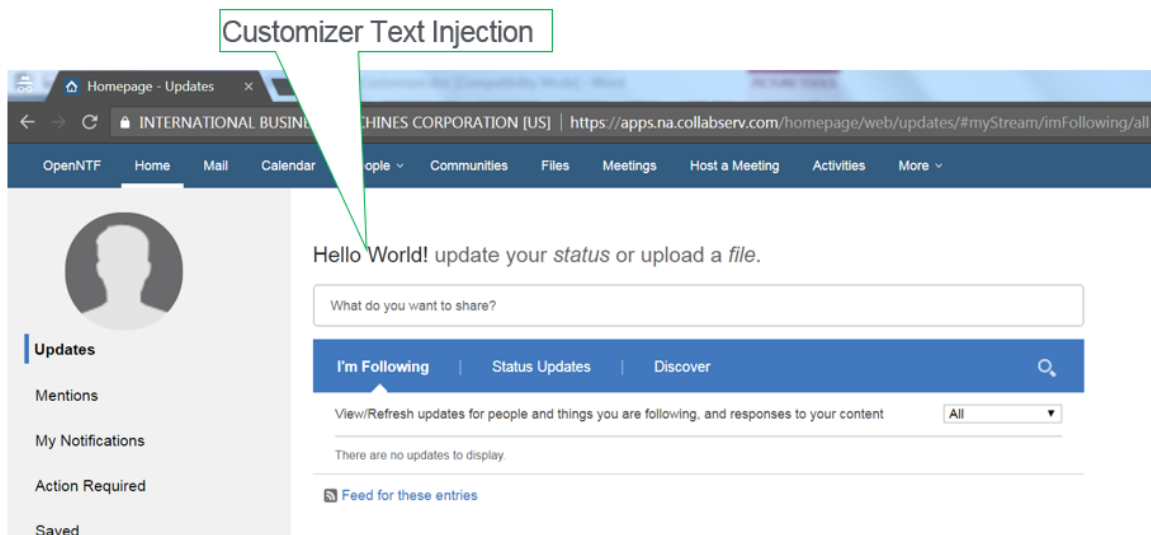 Customizer Text Injection
Homepage - Updates ×
INTERNATIONAL BUSINE CHINES CORPORATION [US] | https://apps.na.collabserv.com/homepage/web/updates/#myStream/imFollowing/all
OpenNTF Home Mail Calendar ople Communities Files Meetings Host a Meeting Activities More
Hello World! update your status or upload a file.
What do you want to share?
Updates
I'm Following | Status Updates | Discover
Mentions
View/Refresh updates for people and things you are following, and responses to your content All
My Notifications
There are no updates to display.
Action Required
Feed for these entries
Saved